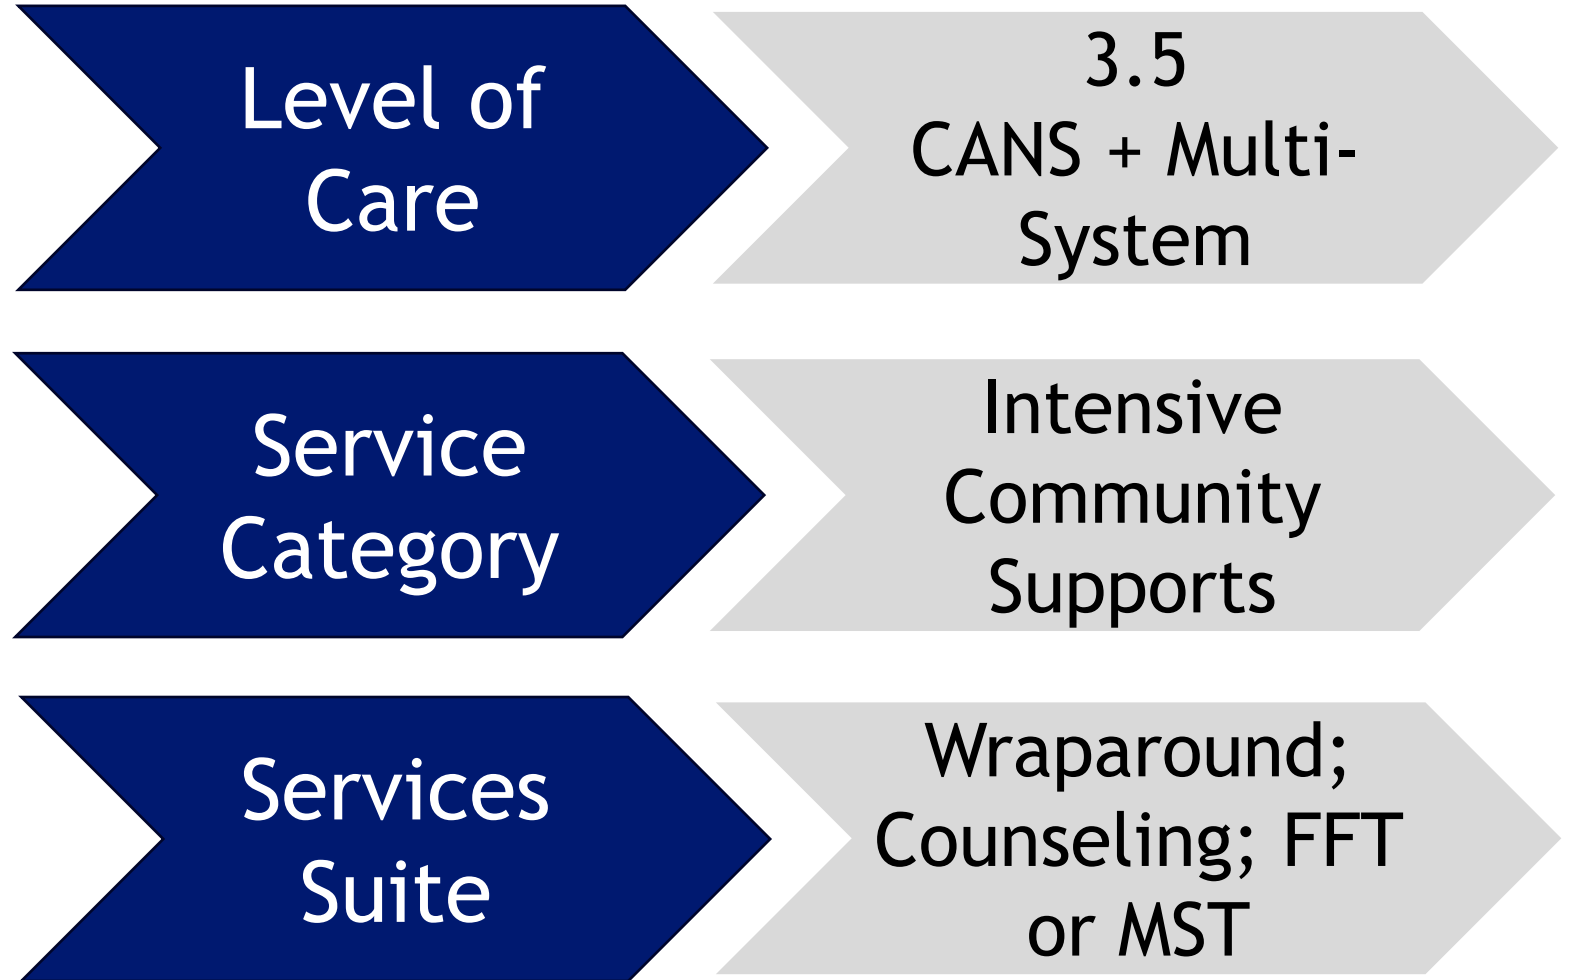 Level of
Care
3.5
CANS + Multi-
System
Service
Category
Intensive
Community
Supports
Services
Suite
Wraparound;
Counseling; FFT
or MST